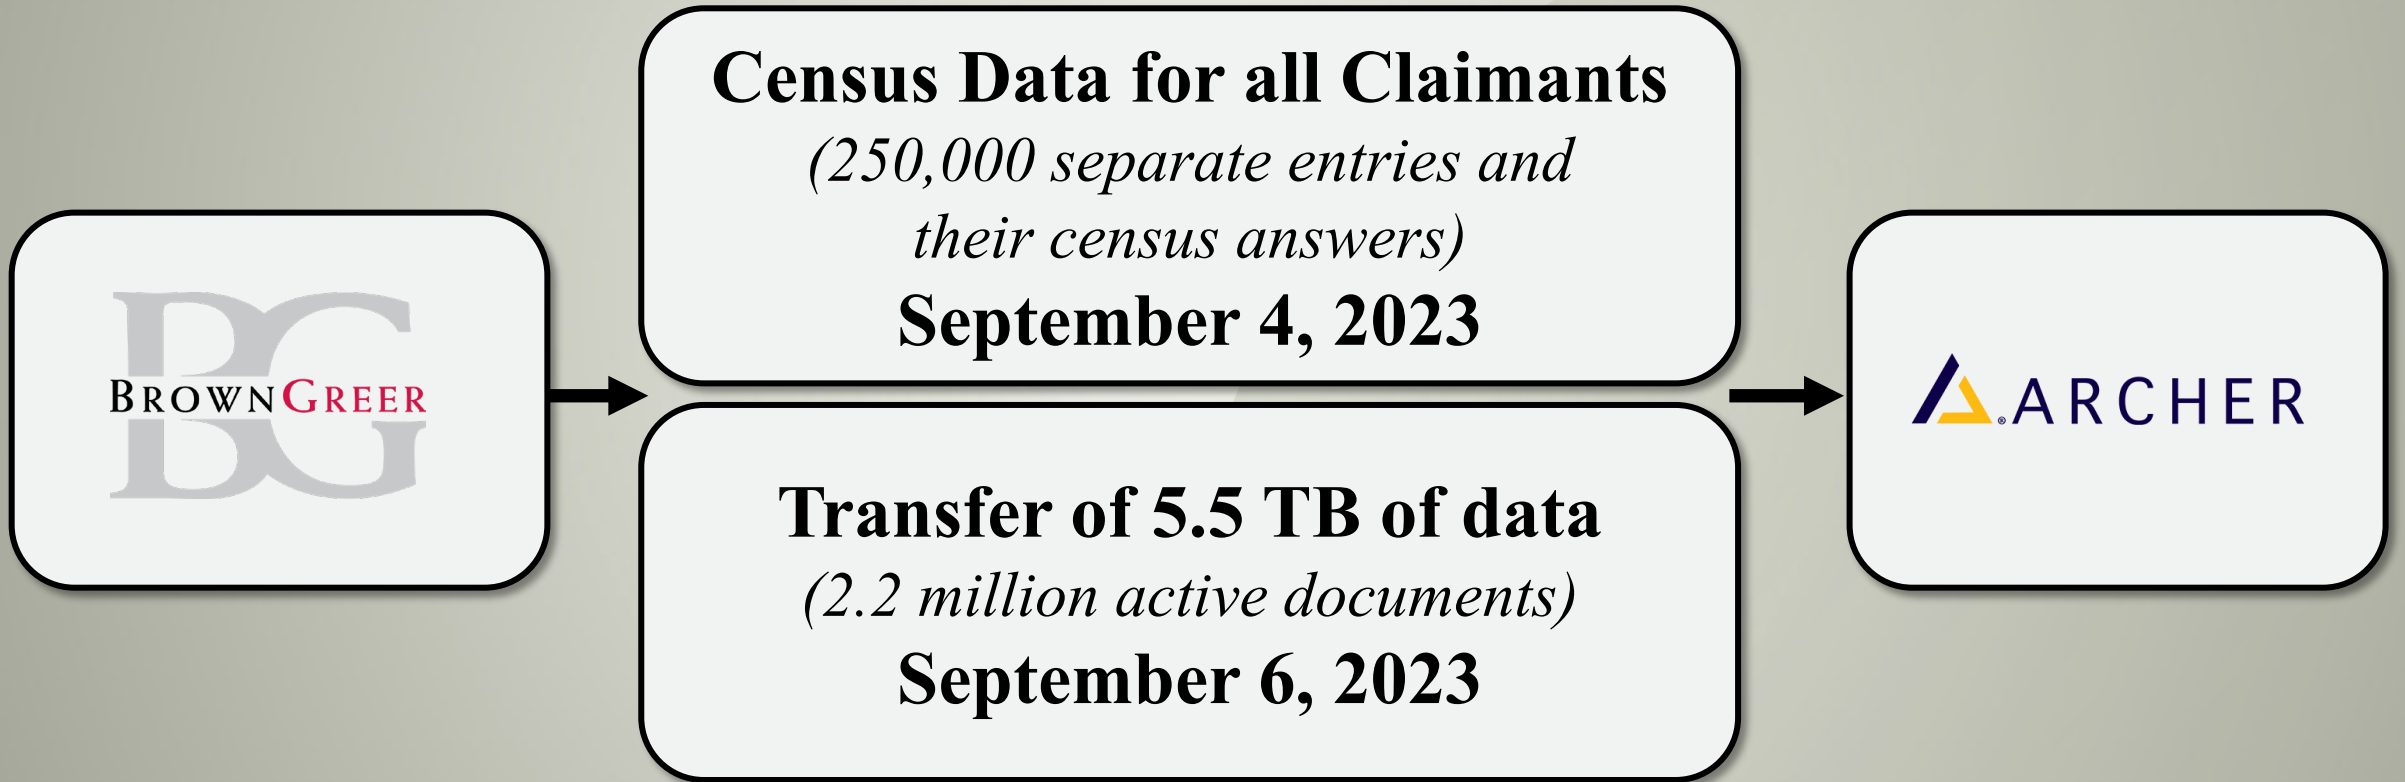 BG
BROWNGREER
Census Data for all Claimants
(250,000 separate entries and
their census answers)
September 4, 2023
Transfer of 5.5 TB of data
(2.2 million active documents)
September 6, 2023
ARCHER